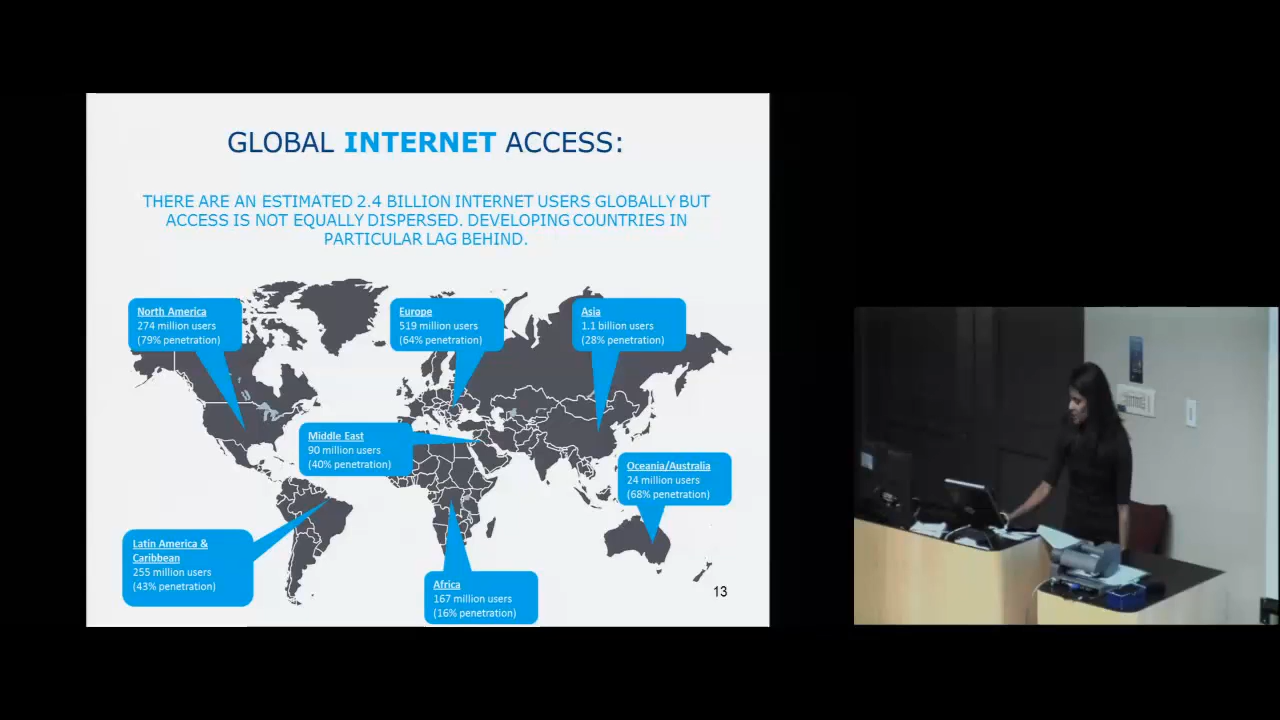 GLOBAL INTERNET ACCESS:
THERE ARE AN ESTIMATED 2.4 BILLION INTERNET USERS GLOBALLY BUT
ACCESS IS NOT EQUALLY DISPERSED. DEVELOPING COUNTRIES IN
PARTICULAR LAG BEHIND.
North America
274 million users
(79% penetration)
Europe
519 million users
(64% penetration)
Asia
1.1 billion users
(28% penetration)
Middle East
90 million users
(40% penetration)
Oceania/Australia
24 million users
(68% penetration)
Latin America &
Caribbean
255 million users
(43% penetration)
Africa
167 million users
(16% penetration)
13